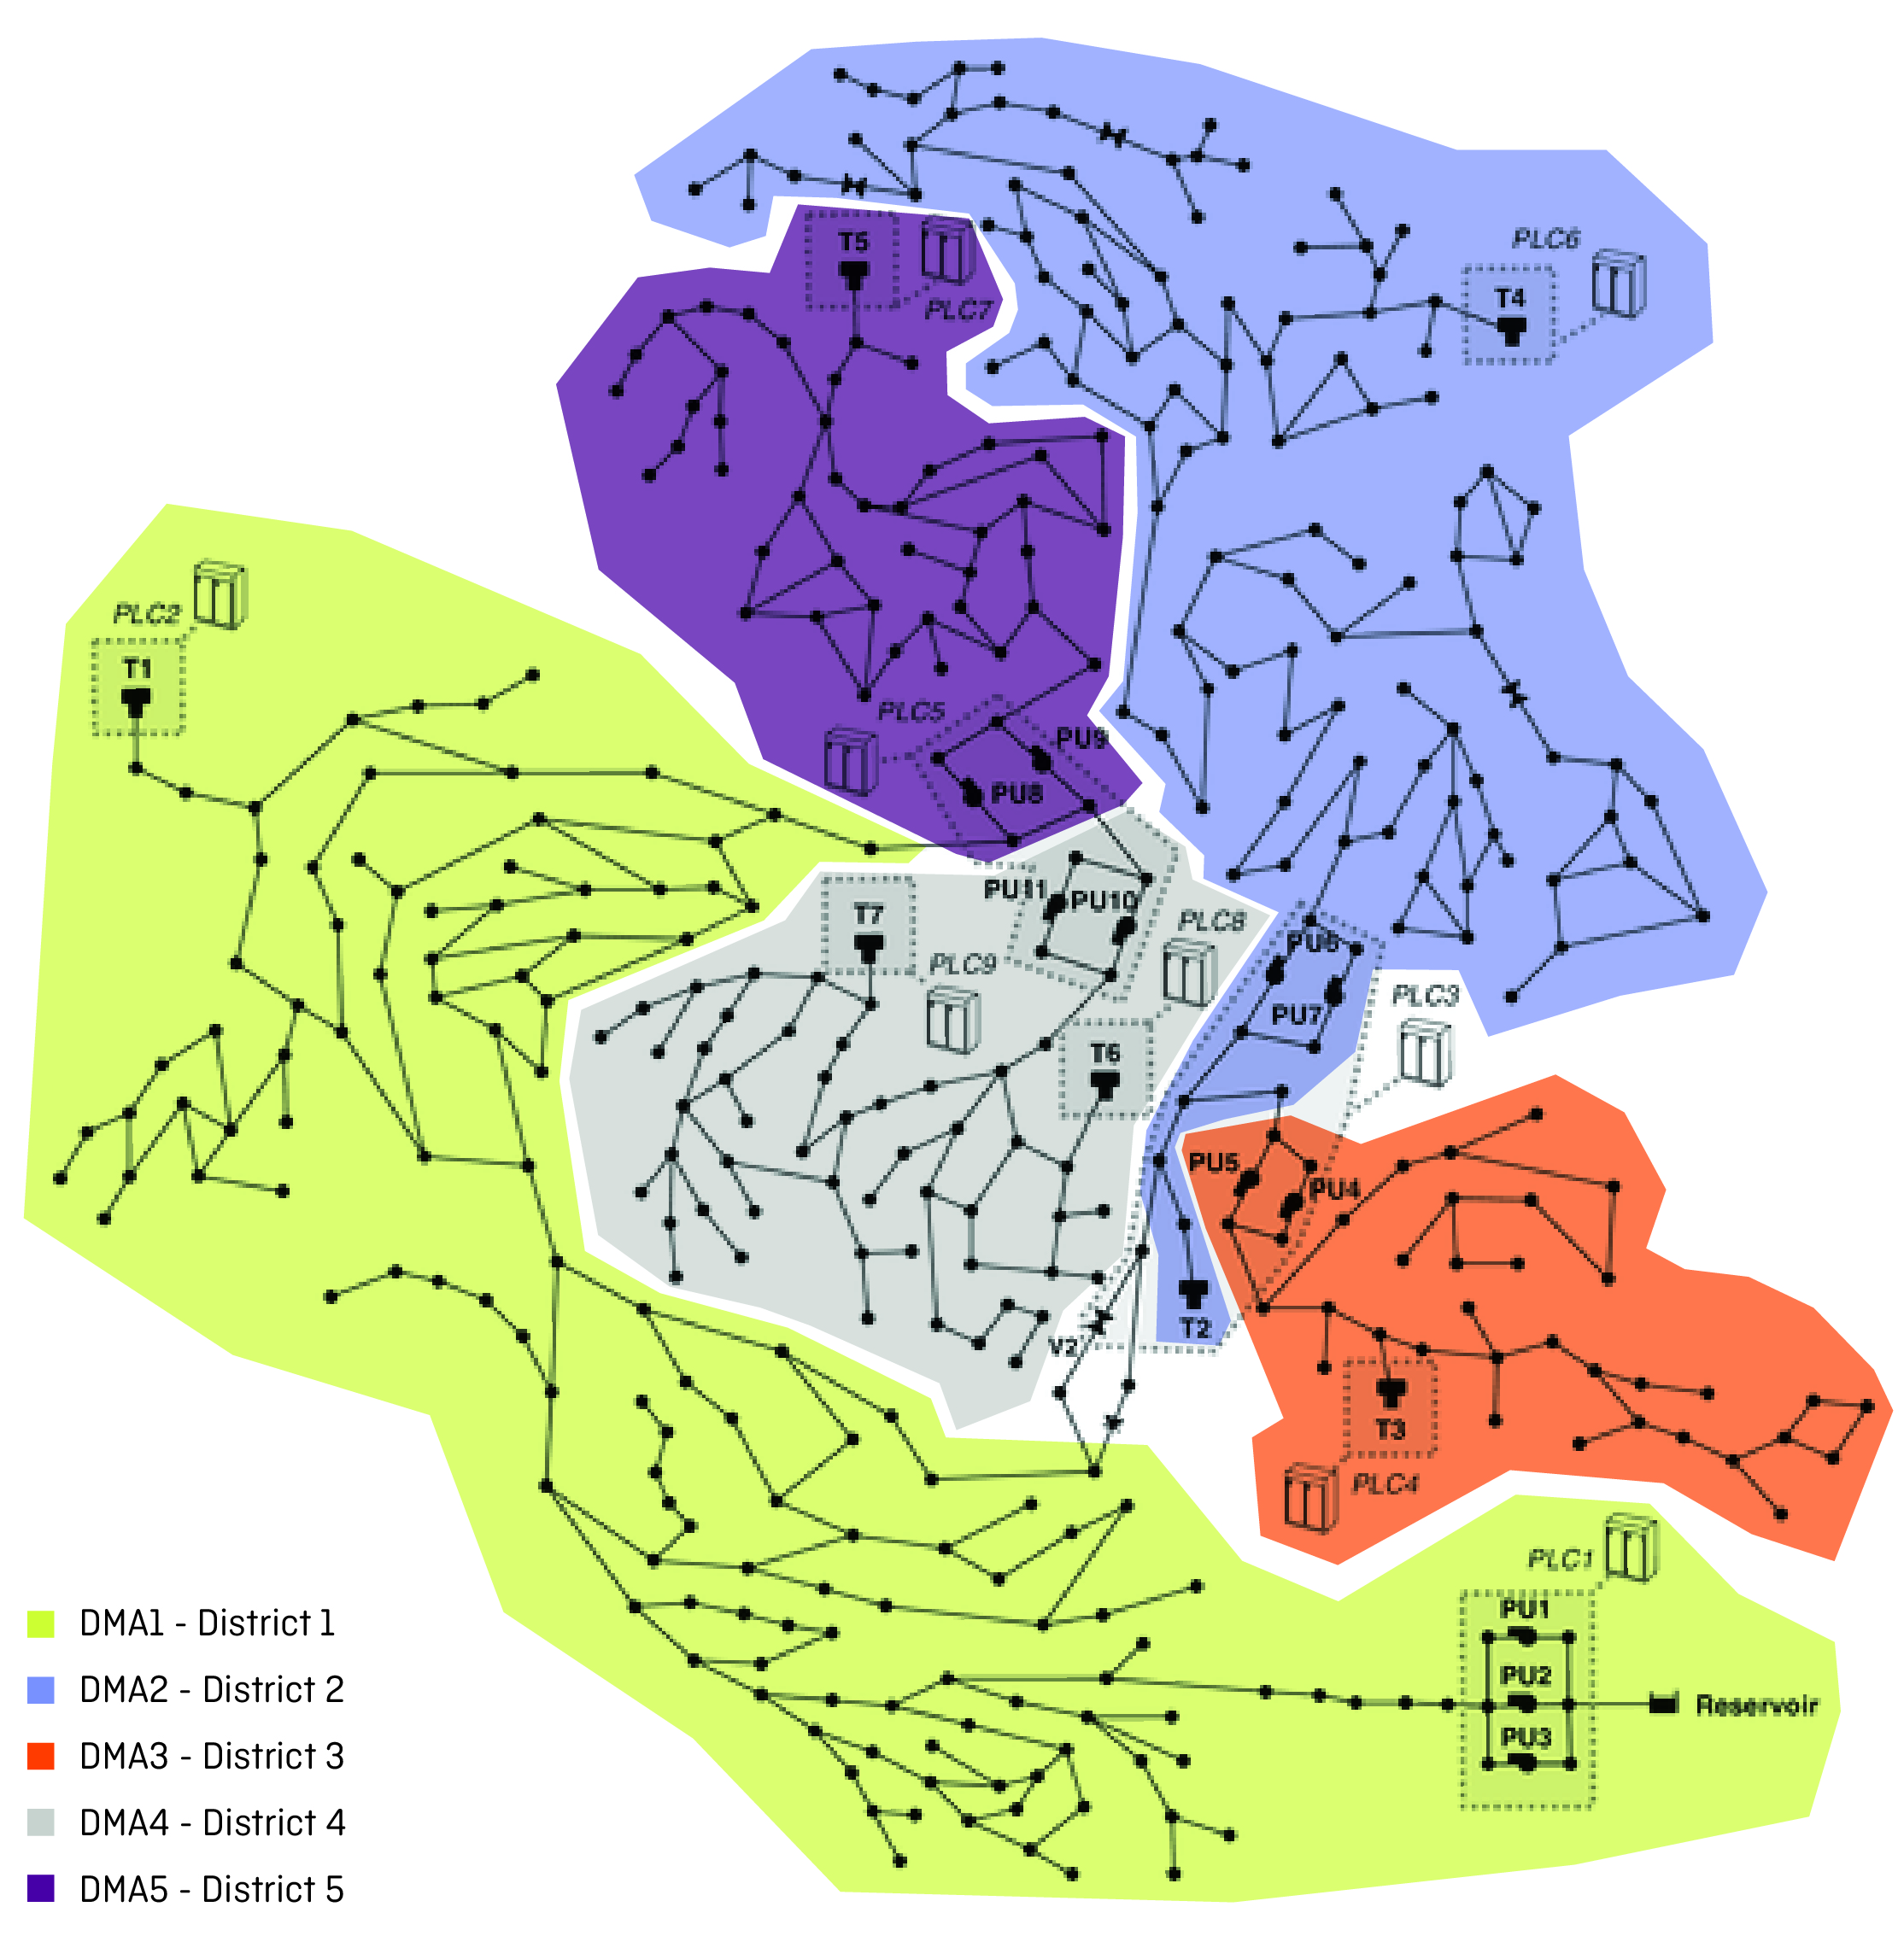 PLC6
T5
T4
PLC7
PLC2
T1
PLC5
PU9
PU8
PU11
PU10
T7
PLC8
PU6
PLC9
PLC3
PU7
T6
PU5
PU4
T2
V2
T3
PLC4
PLC1
PU1
DMA1 - District 1
PU2
DMA2 - District 2
Reservoir
PU3
DMA3 - District 3
DMA4 - District 4
DMA5 - District 5